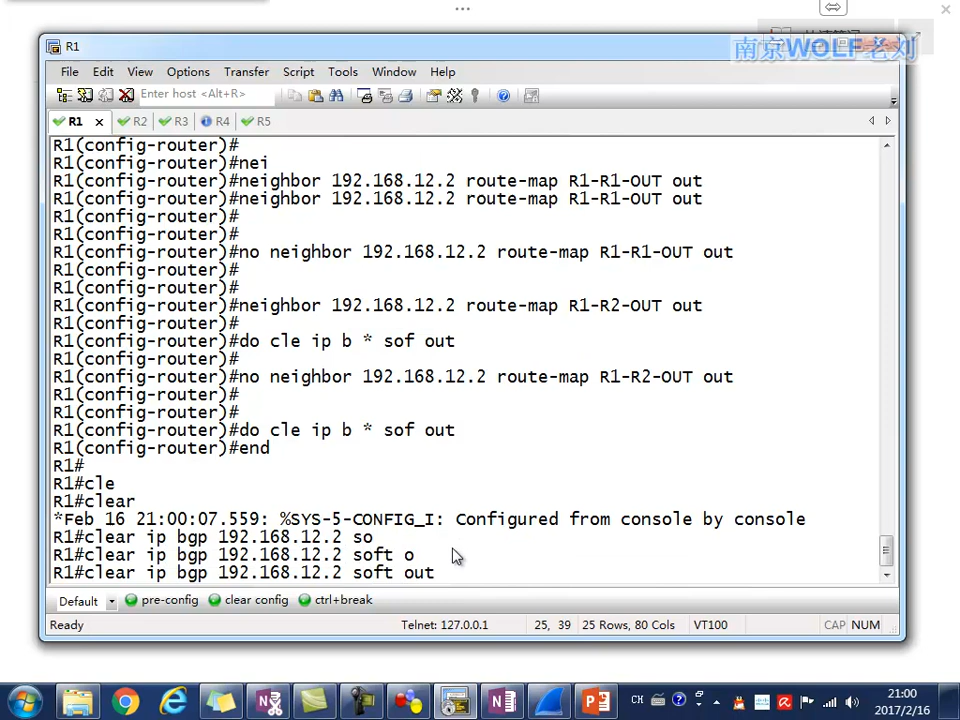 R1
南京WOLF老刘
File Edit View Options Transfer Script Tools Window Help
Enter host <Alt+R>
R1 R2 R3 R4 R5
R1(config-router)#
R1(config-router)#nei
R1(config-router)#neighbor 192.168.12.2 route-map R1-R1-OUT out
R1(config-router)#neighbor 192.168.12.2 route-map R1-R1-OUT out
R1(config-router)#
R1(config-router)#
R1(config-router)#no neighbor 192.168.12.2 route-map R1-R1-OUT out
R1(config-router)#
R1(config-router)#
R1(config-router)#neighbor 192.168.12.2 route-map R1-R2-OUT out
R1(config-router)#
R1(config-router)#do cle ip b * sof out
R1(config-router)#
R1(config-router)#no neighbor 192.168.12.2 route-map R1-R2-OUT out
R1(config-router)#
R1(config-router)#
R1(config-router)#do cle ip b * sof out
R1(config-router)#end
R1#
R1#cle
R1#clear
*Feb 16 21:00:07.559: %SYS-5-CONFIG_I: Configured from console by console
R1#clear ip bgp 192.168.12.2 so
R1#clear ip bgp 192.168.12.2 soft o
R1#clear ip bgp 192.168.12.2 soft out
Default pre-config clear config ctrl+break
Ready Telnet: 127.0.0.1 25, 39 25 Rows, 80 Cols VT100 CAP NUM
CH 21:00
2017/2/16